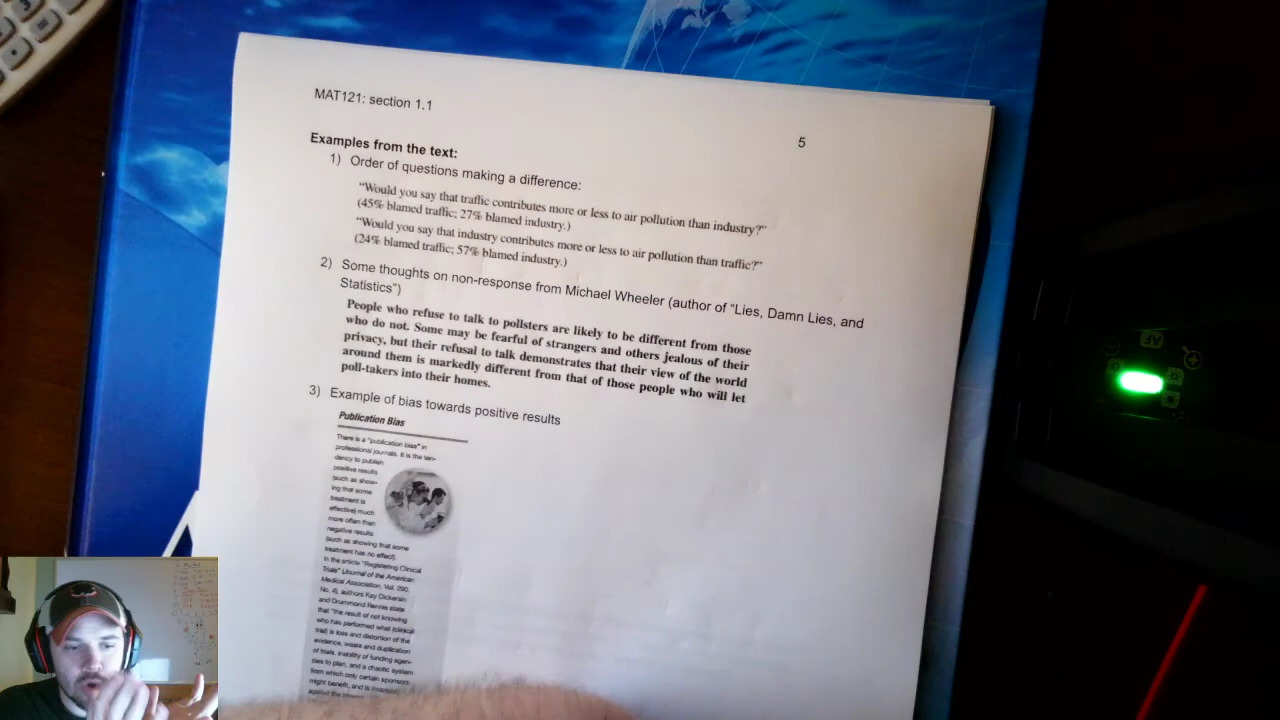 MAT121: section 1.1
5
Examples from the text:
1) Order of questions making a difference:
"Would you say that traffic contributes more or less to air pollution than industry?"
(45% blamed traffic; 27% blamed industry.)
"Would you say that industry contributes more or less to air pollution than traffic?"
(24% blamed traffic; 57% blamed industry.)
2) Some thoughts on non-response from Michael Wheeler (author of "Lies, Damn Lies, and
Statistics")
People who refuse to talk to pollsters are likely to be different from those
who do not. Some may be fearful of strangers and others jealous of their
privacy, but their refusal to talk demonstrates that their view of the world
around them is markedly different from that of those people who will let
poll-takers into their homes.
3) Example of bias towards positive results
Publication Bias
There is a "publication bias" in
professional journals. It is the ten-
dency to publish
positive results
(such as show-
ing that some
treatment is
effective) much
more often than
negative results
(such as showing that some
treatment has no effect).
In the article "Registering Clinical
Trials" (Journal of the American
Medical Association, Vol. 290,
No. 4), authors Kay Dickersin
and Drummond Rennie state
that "the result of not knowing
who has performed what (clinical
trial) is loss and distortion of the
evidence, waste and duplication
of trials, inability of funding agen-
cies to plan, and a chaotic system
from which only certain sponsors
might benefit, and is invariably
against the
AF